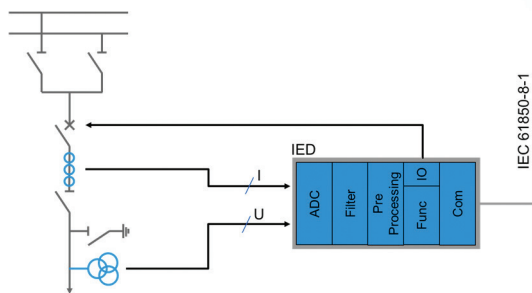 IEC 61850-8-1
IED
I
U
ADC
Filter
Pre
Processing
IO
Func
Com